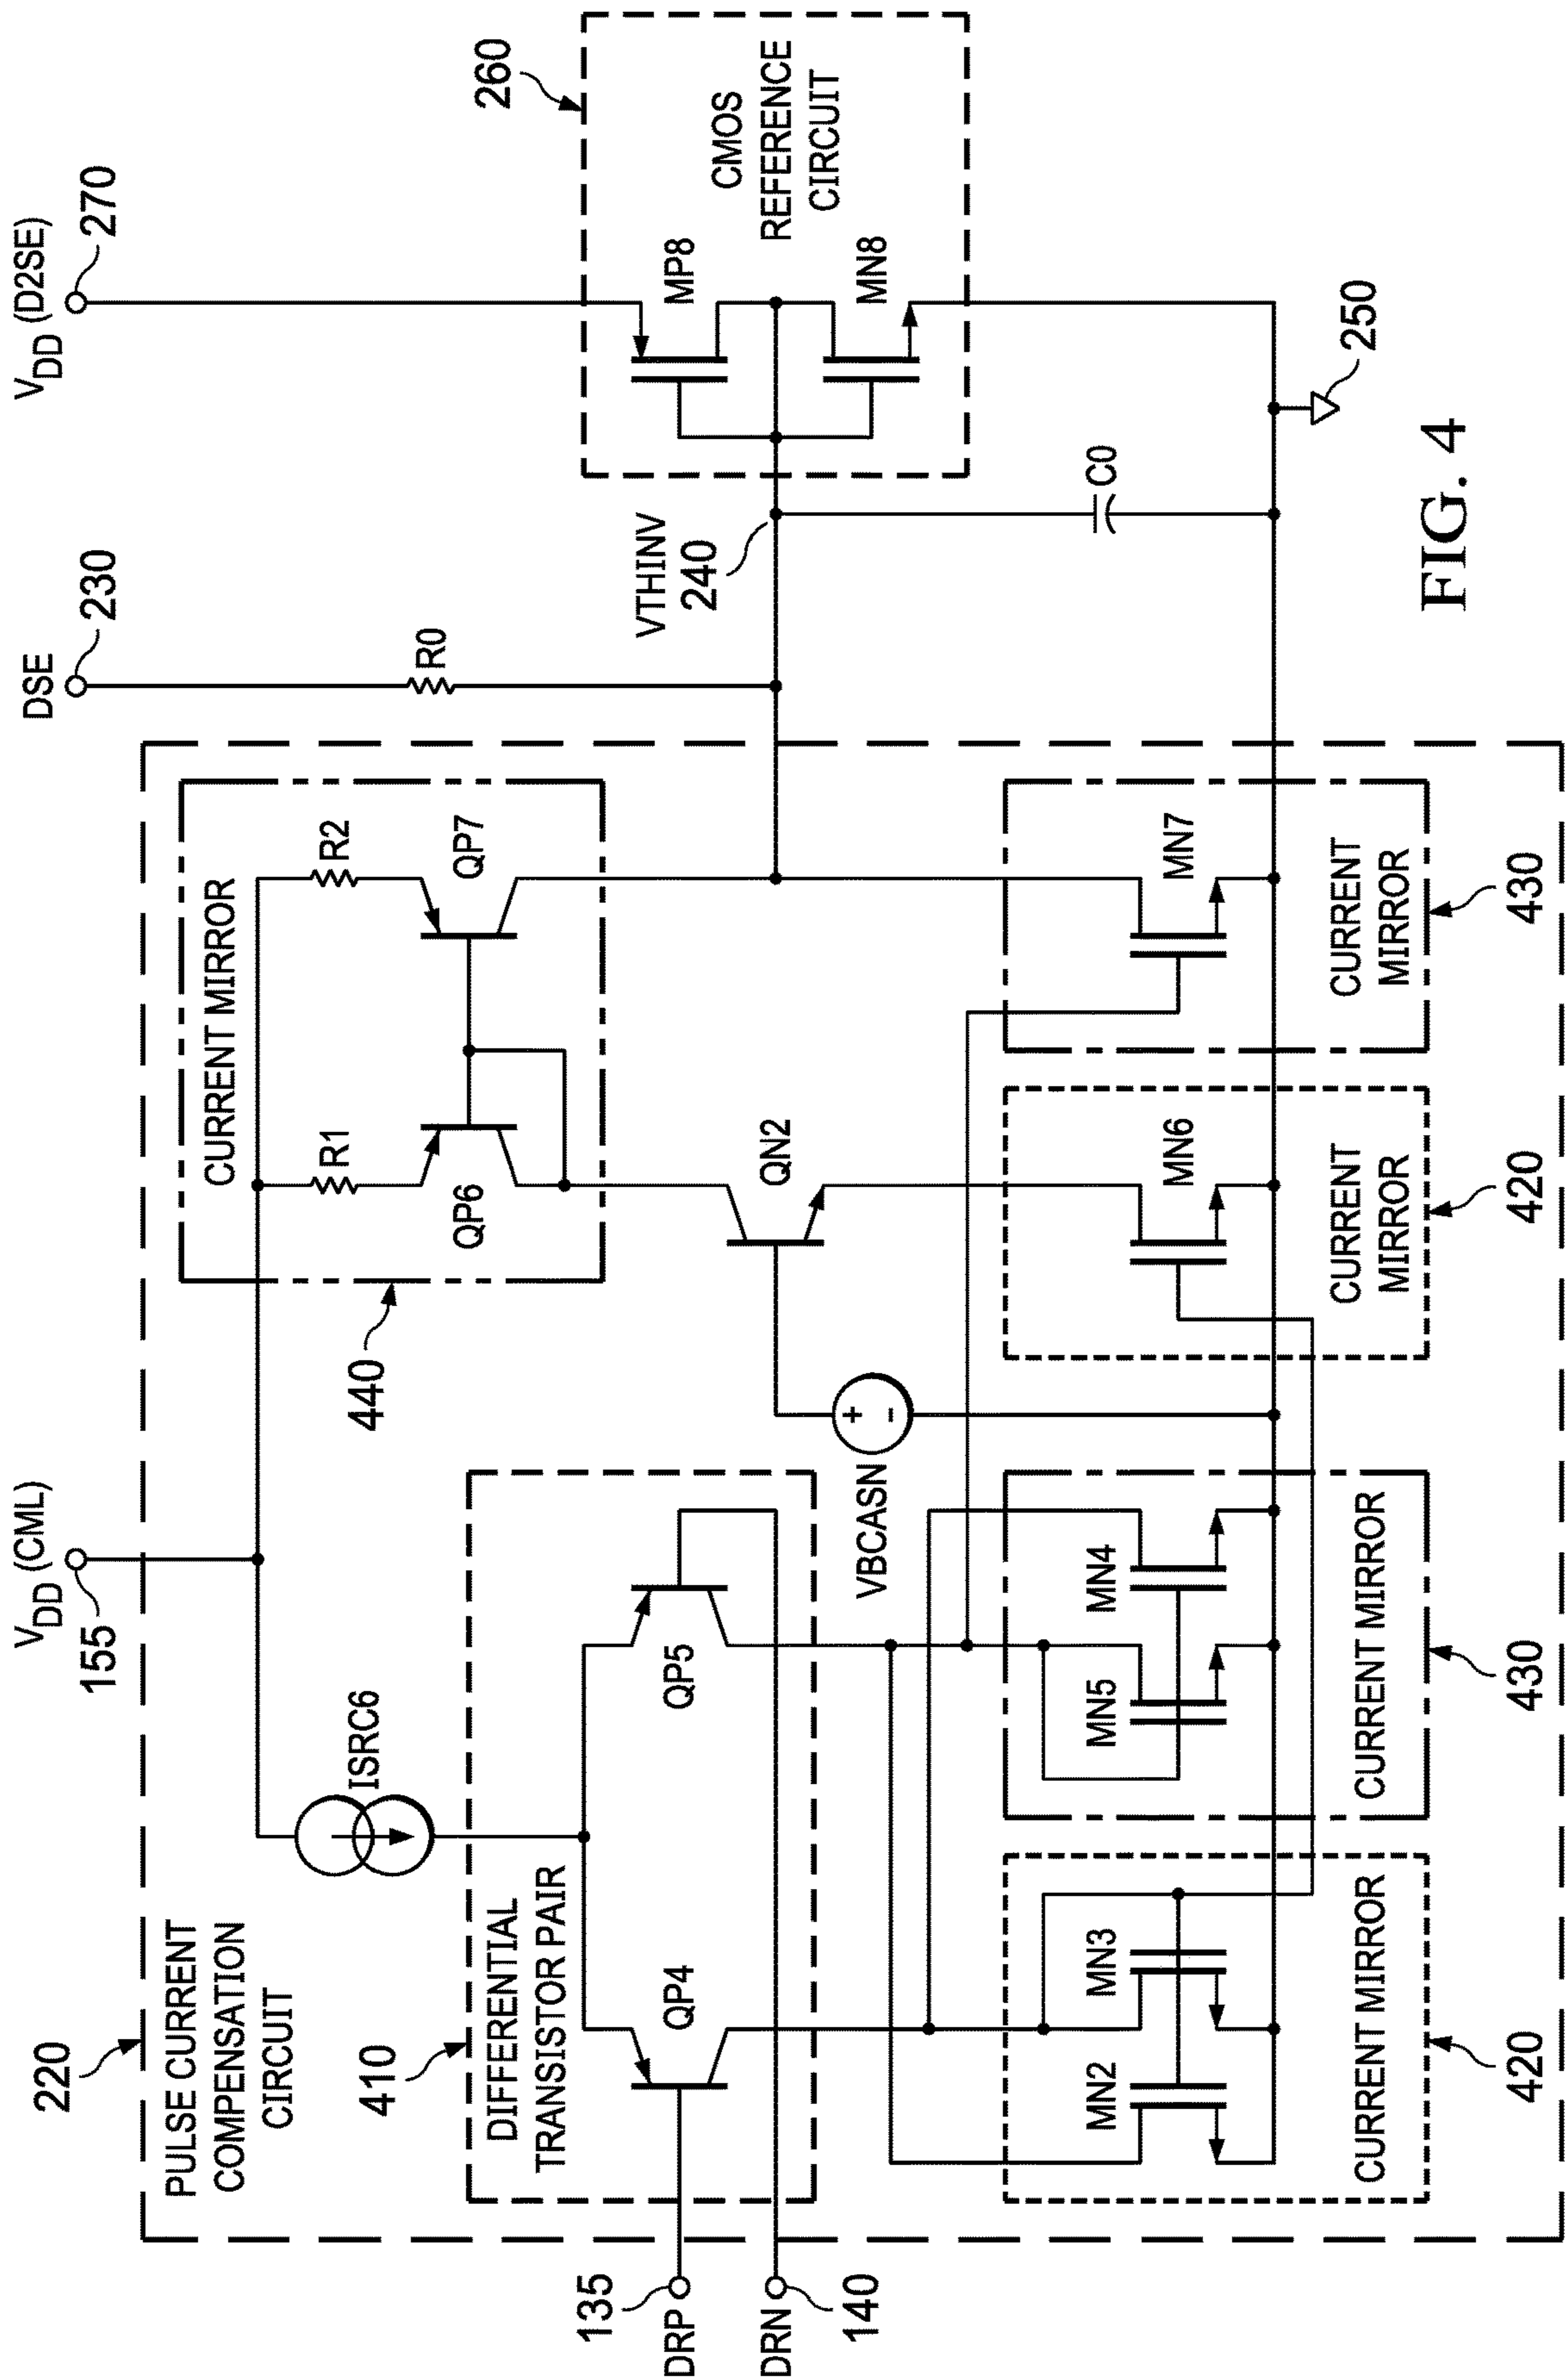 V_DD (CML)
155
DSE
230
V_DD (D2SE)
270
220
PULSE CURRENT
COMPENSATION
CIRCUIT
ISRC6
CURRENT MIRROR
R1
R2
QP6
QP7
440
R0
260
410
DIFFERENTIAL
TRANSISTOR PAIR
QP4
QP5
135
DRP
DRN
140
QN2
VBCASN
+
-
VTHINV
240
MP8
MN8
CMOS
REFERENCE
CIRCUIT
C0
MN2
MN3
CURRENT MIRROR
420
MN5
MN4
CURRENT MIRROR
430
MN6
CURRENT
MIRROR
420
MN7
CURRENT
MIRROR
430
250
FIG. 4